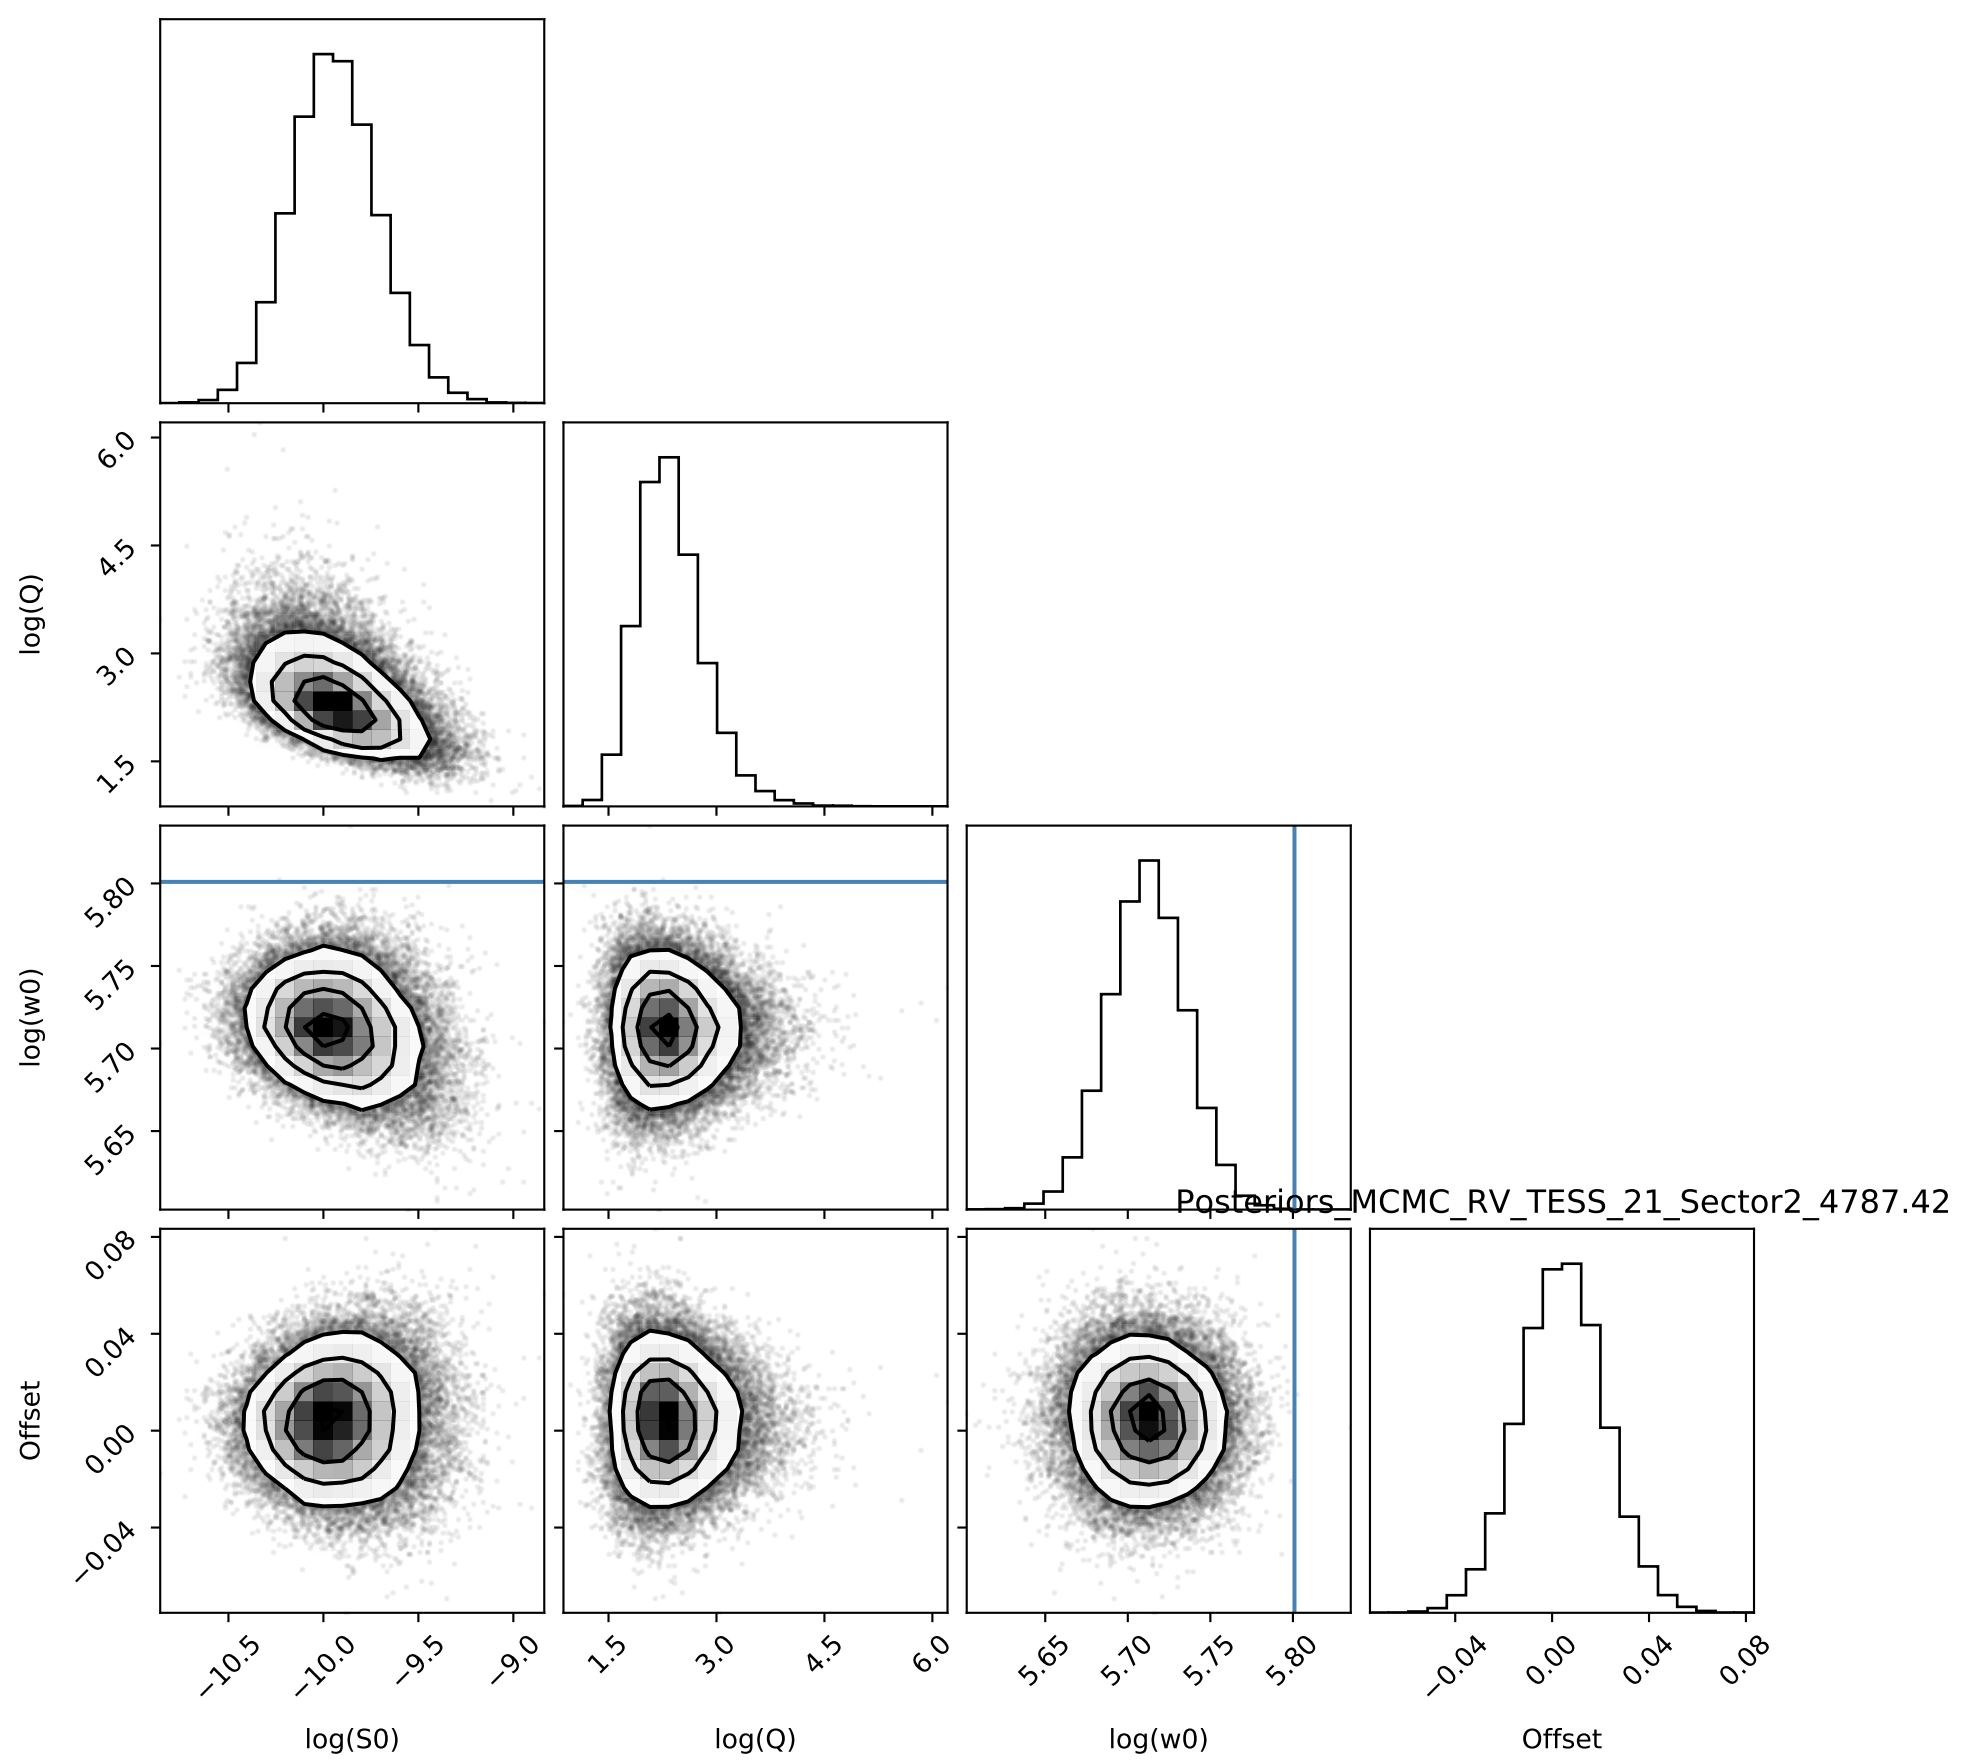 6.0
4.5
3.0
1.5
log(Q)
5.80
5.75
5.70
5.65
log(w0)
Posteriors_MCMC_RV_TESS_21_Sector2_4787.42
0.08
0.04
0.00
−0.04
Offset
−10.5 −10.0 −9.5 −9.0
1.5 3.0 4.5 6.0
5.65 5.70 5.75 5.80
−0.04 0.00 0.04 0.08
log(S0)
log(Q)
log(w0)
Offset